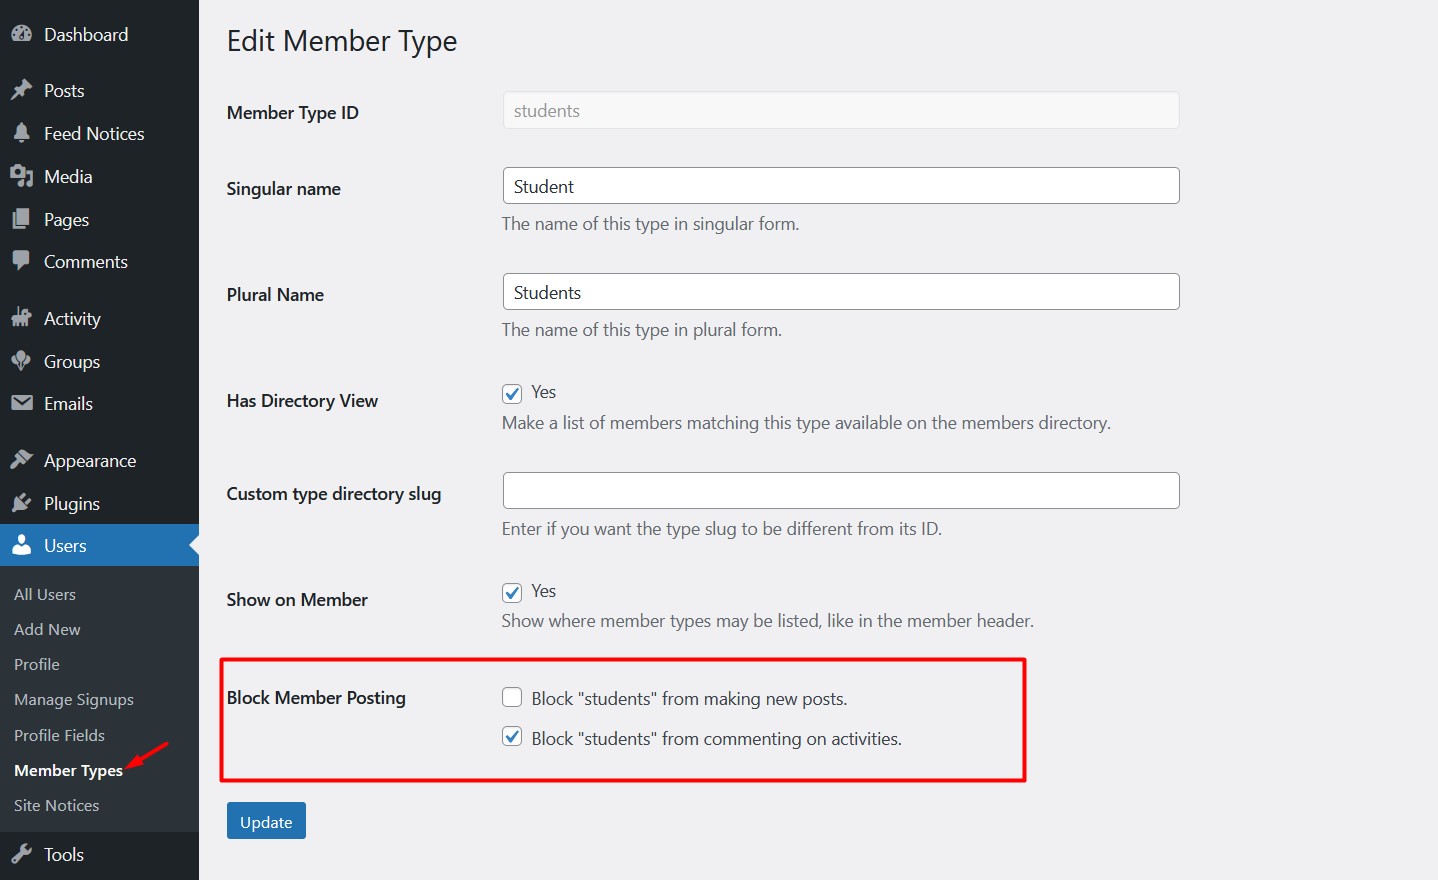 Dashboard
Posts
Feed Notices
Media
Pages
Comments
Activity
Groups
Emails
Appearance
Plugins
Users
All Users
Add New
Profile
Manage Signups
Profile Fields
Member Types
Site Notices
Tools
Edit Member Type
Member Type ID
students
Singular name
Student
The name of this type in singular form.
Plural Name
Students
The name of this type in plural form.
Has Directory View
Yes
Make a list of members matching this type available on the members directory.
Custom type directory slug
Enter if you want the type slug to be different from its ID.
Show on Member
Yes
Show where member types may be listed, like in the member header.
Block Member Posting
Block "students" from making new posts.
Block "students" from commenting on activities.
Update